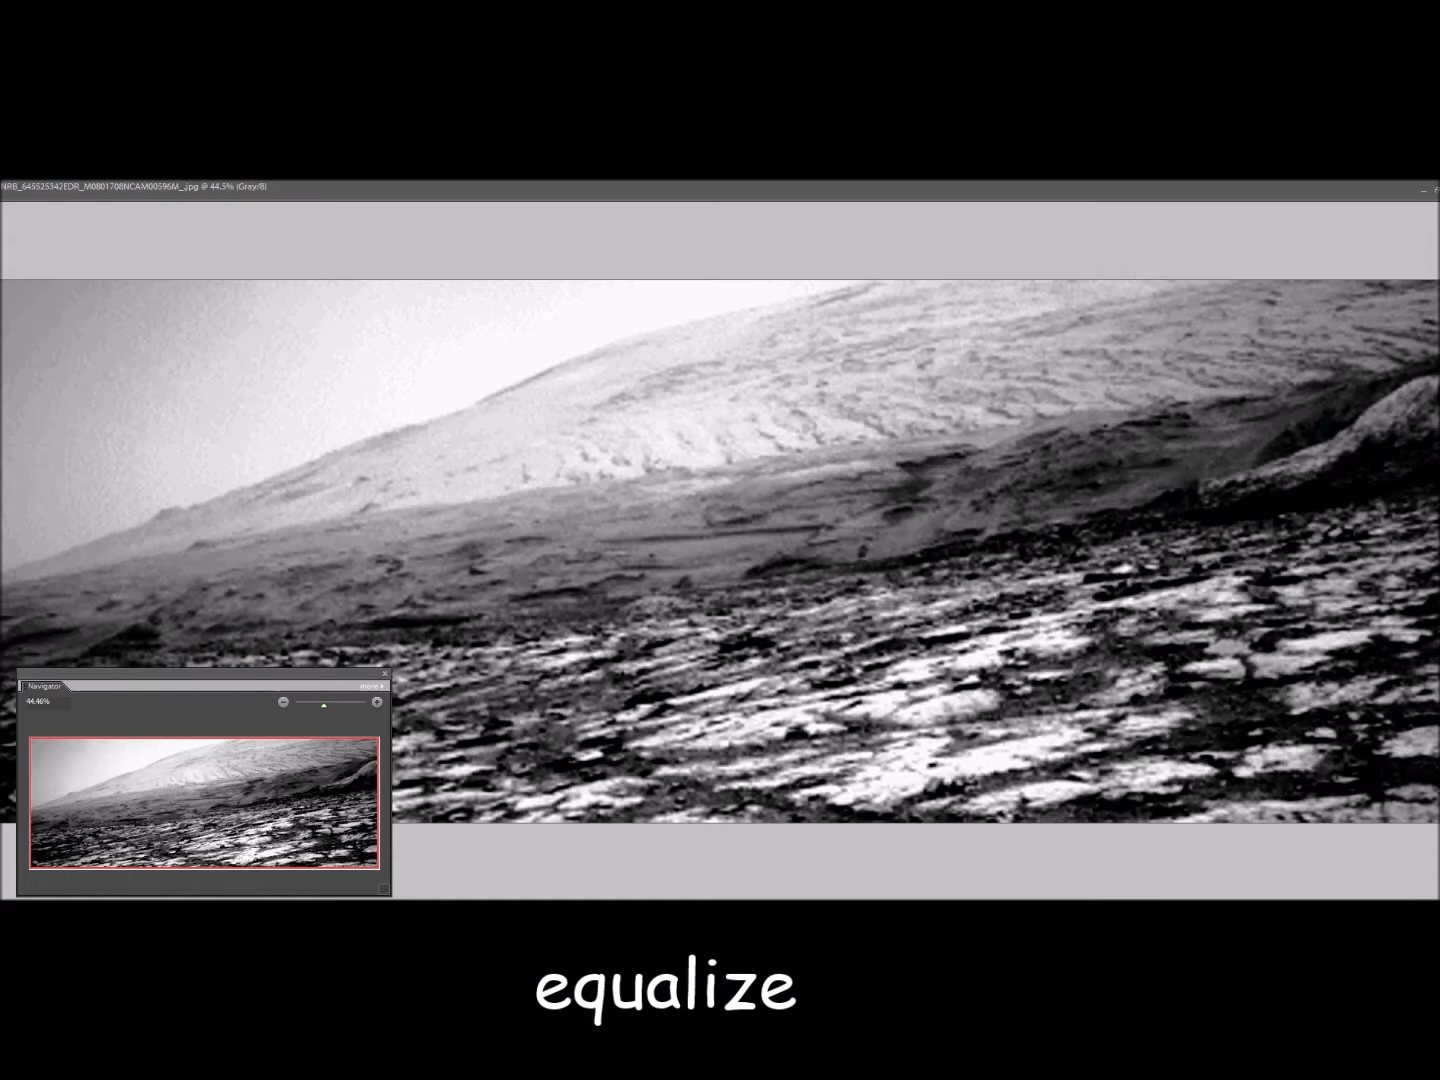 NRB_645525342EDR_M0801708NCAM00596M_.jpg @ 44.5% (Gray/8)
Navigator
more
44.46%
equalize